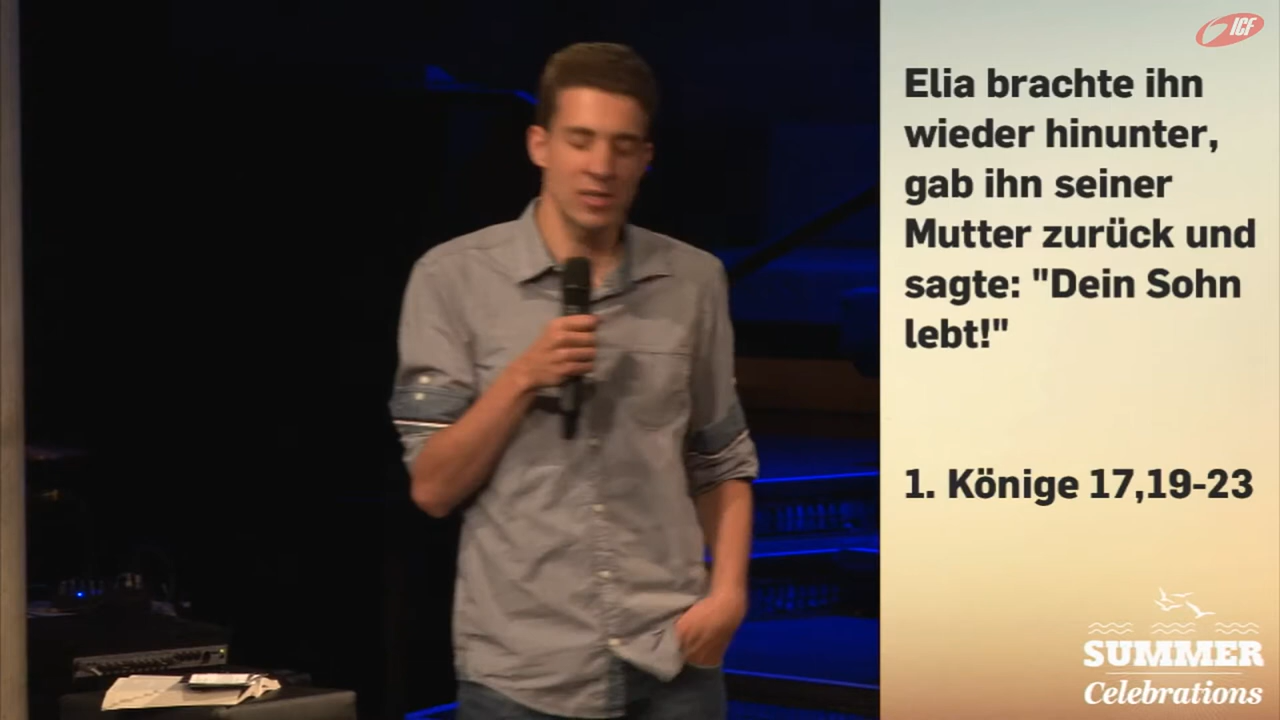 ICF
Elia brachte ihn
wieder hinunter,
gab ihn seiner
Mutter zurück und
sagte: "Dein Sohn
lebt!"
1. Könige 17,19-23
SUMMER
Celebrations